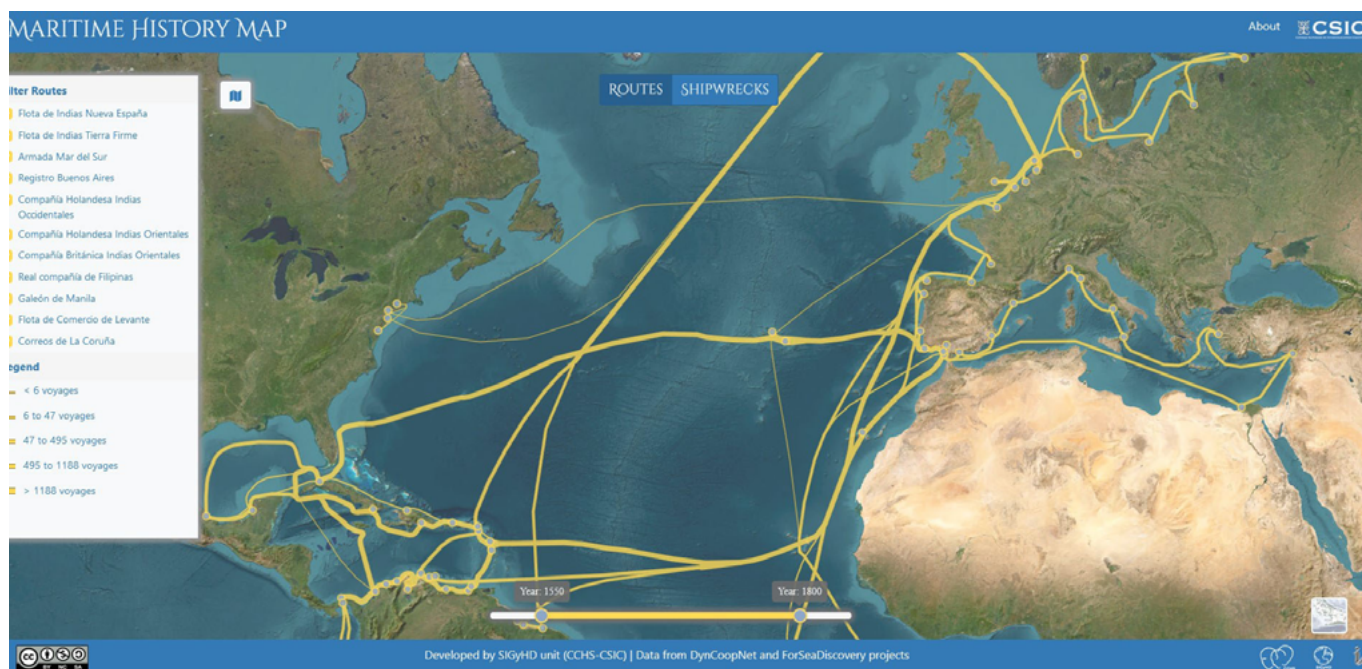 MARITIME HISTORY MAP
About
CSIC
ROUTES
SHIPWRECKS
ilter Routes
Flota de Indias Nueva España
Flota de Indias Tierra Firme
Armada Mar del Sur
Registro Buenos Aires
Compañía Holandesa Indias
Occidentales
Compañía Holandesa Indias Orientales
Compañía Británica Indias Orientales
Real compañía de Filipinas
Galeón de Manila
Flota de Comercio de Levante
Correos de La Coruña
egend
< 6 voyages
6 to 47 voyages
47 to 495 voyages
495 to 1188 voyages
> 1188 voyages
Year: 1550
Year: 1800
cc
BY NC SA
Developed by SIGyHD unit (CCHS-CSIC) | Data from DynCoopNet and ForSeaDiscovery projects